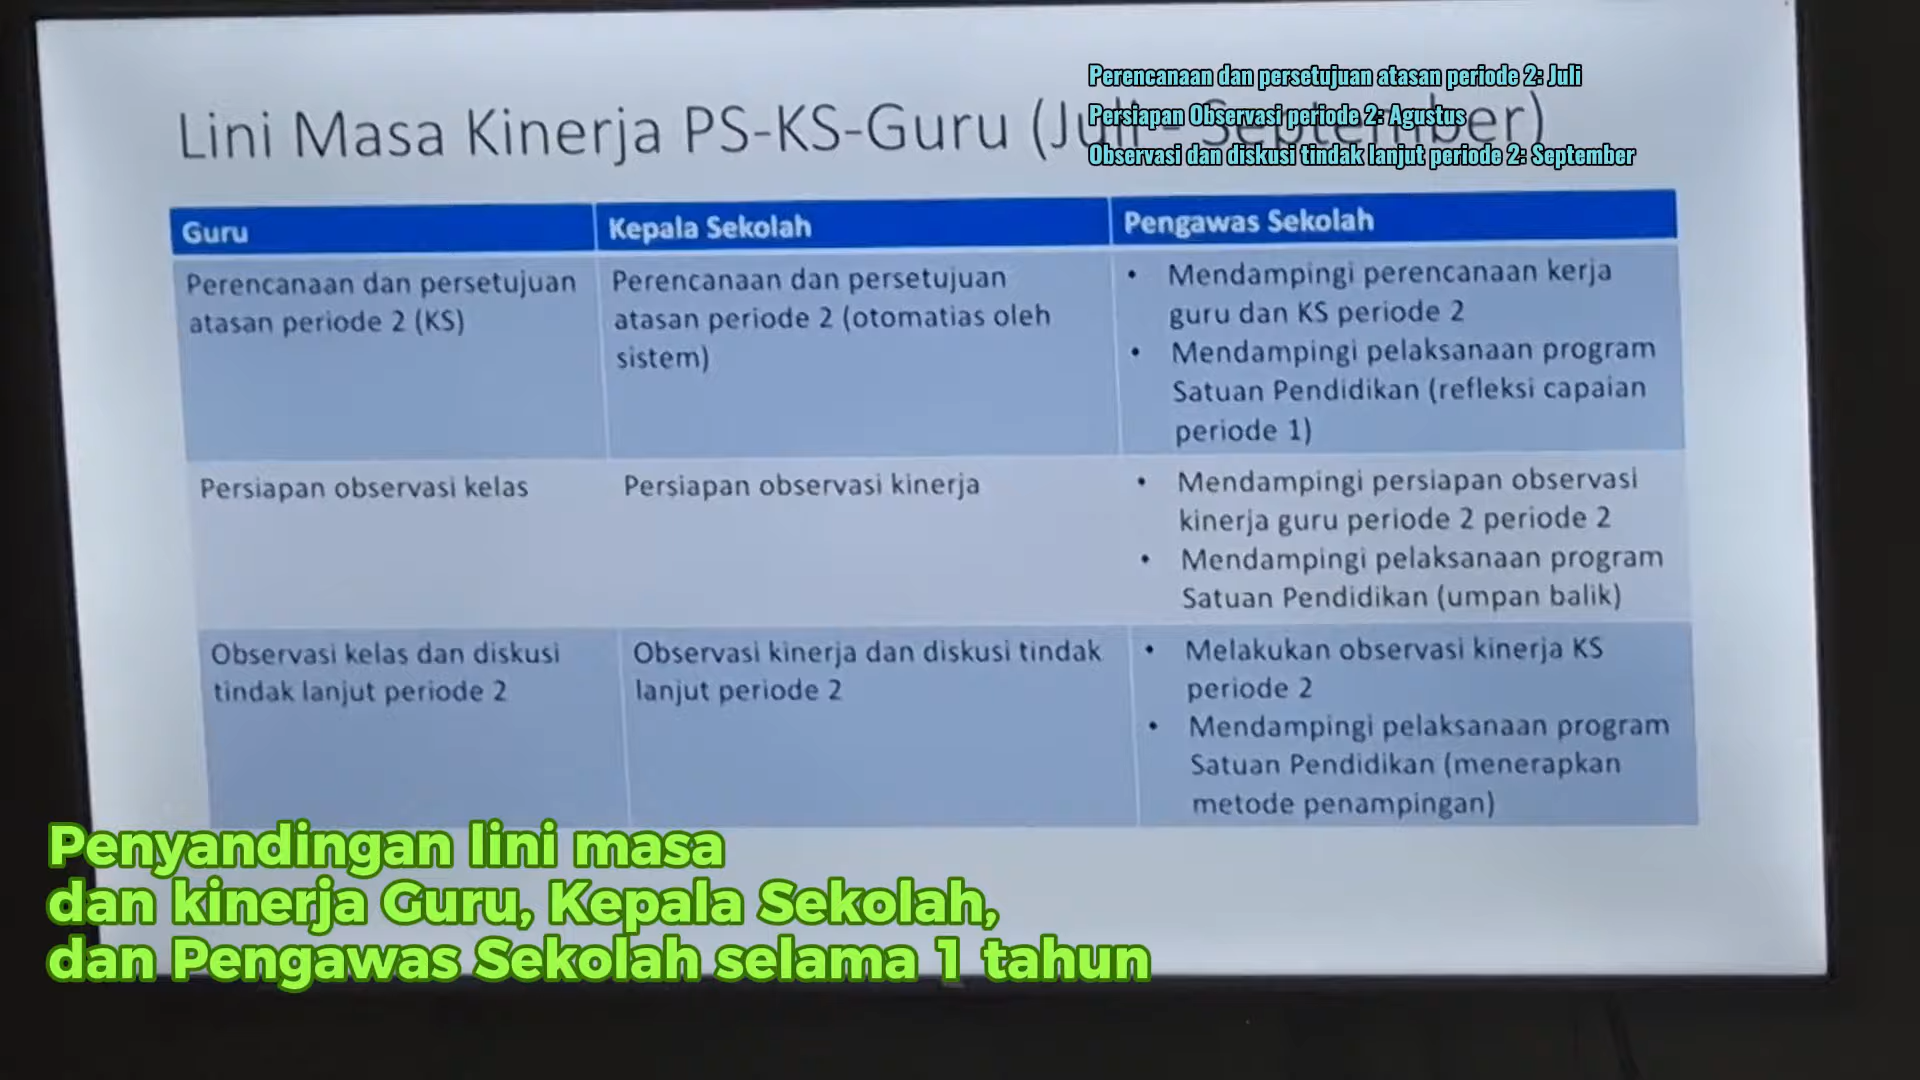 Perencanaan dan persetujuan atasan periode 2: Juli
Persiapan Observasi periode 2: Agustus
Observasi dan diskusi tindak lanjut periode 2: September
Lini Masa Kinerja PS-KS-Guru (Juli - September)
Guru
Kepala Sekolah
Pengawas Sekolah
Perencanaan dan persetujuan
atasan periode 2 (KS)
Perencanaan dan persetujuan
atasan periode 2 (otomatias oleh
sistem)
• Mendampingi perencanaan kerja
guru dan KS periode 2
• Mendampingi pelaksanaan program
Satuan Pendidikan (refleksi capaian
periode 1)
Persiapan observasi kelas
Persiapan observasi kinerja
• Mendampingi persiapan observasi
kinerja guru periode 2 periode 2
• Mendampingi pelaksanaan program
Satuan Pendidikan (umpan balik)
Observasi kelas dan diskusi
tindak lanjut periode 2
Observasi kinerja dan diskusi tindak
lanjut periode 2
• Melakukan observasi kinerja KS
periode 2
• Mendampingi pelaksanaan program
Satuan Pendidikan (menerapkan
metode penampingan)
Penyandingan lini masa
dan kinerja Guru, Kepala Sekolah,
dan Pengawas Sekolah selama 1 tahun